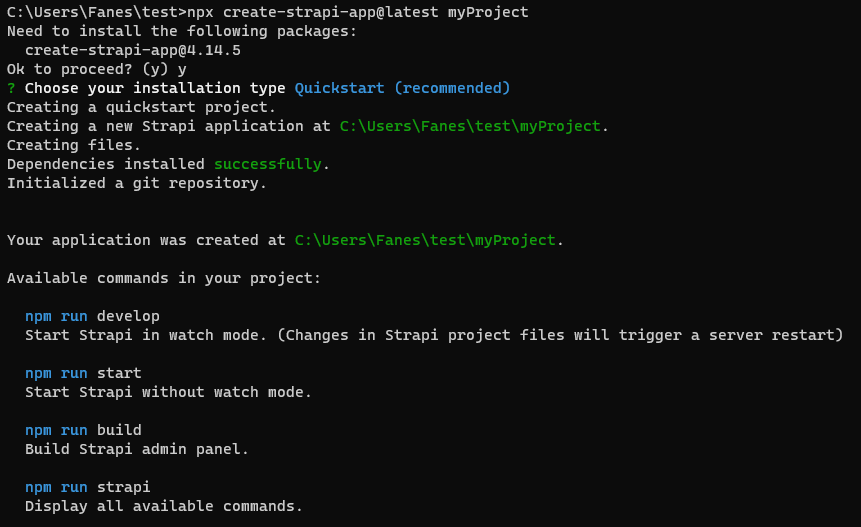 C:\Users\Fanes\test>npx create-strapi-app@latest myProject
Need to install the following packages:
  create-strapi-app@4.14.5
Ok to proceed? (y) y
? Choose your installation type Quickstart (recommended)
Creating a quickstart project.
Creating a new Strapi application at C:\Users\Fanes\test\myProject.
Creating files.
Dependencies installed successfully.
Initialized a git repository.

Your application was created at C:\Users\Fanes\test\myProject.

Available commands in your project:

  npm run develop
  Start Strapi in watch mode. (Changes in Strapi project files will trigger a server restart)

  npm run start
  Start Strapi without watch mode.

  npm run build
  Build Strapi admin panel.

  npm run strapi
  Display all available commands.